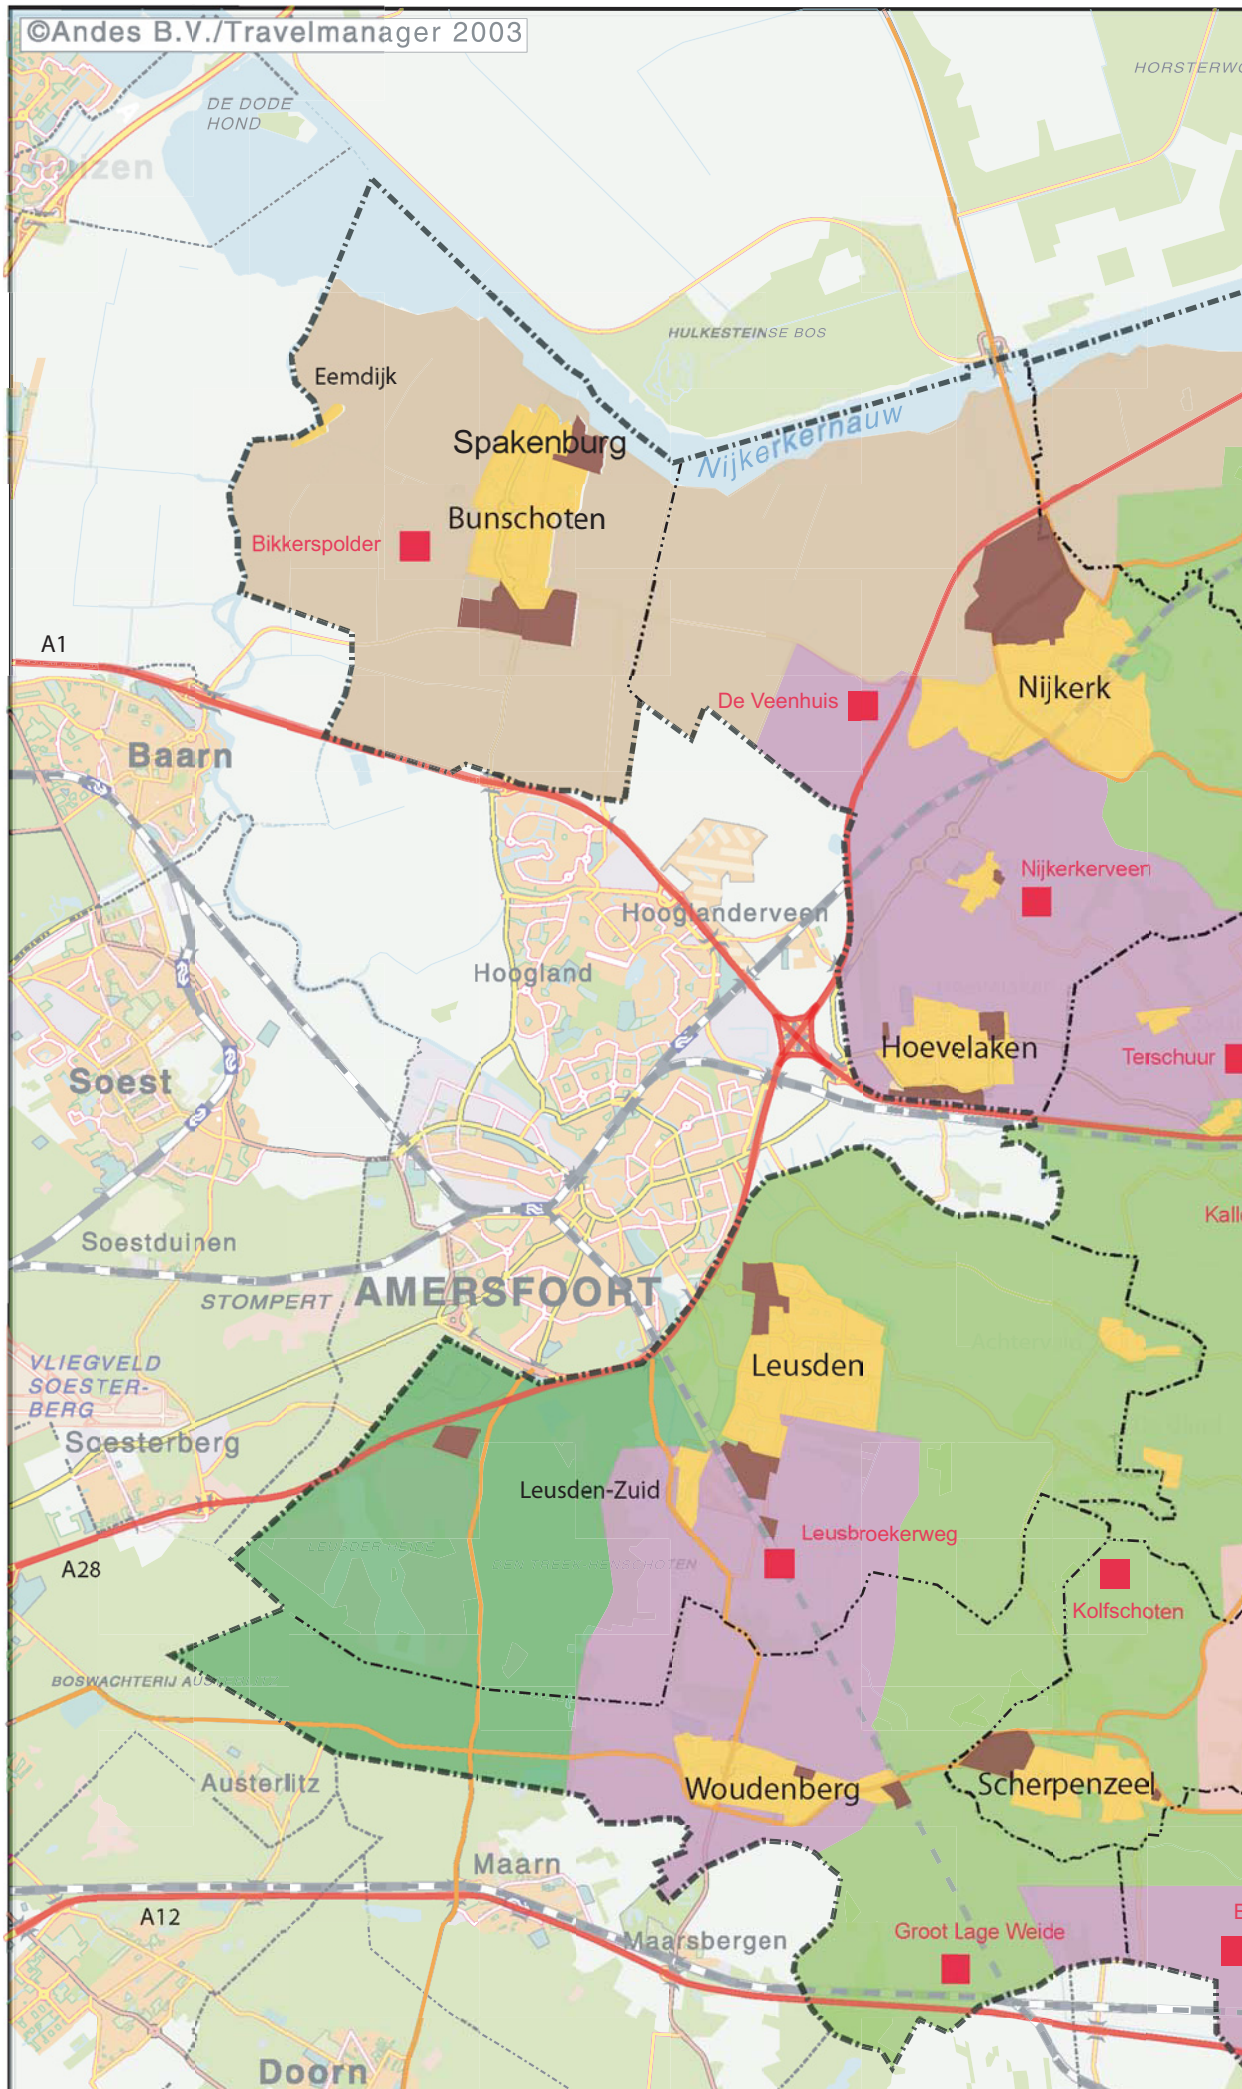 ©Andes B.V./Travelmanager 2003
HORSTERWO
DE DODE
HOND
Huizen
HULKESTEINSE BOS
Eemdijk
Nijkerkernauw
Spakenburg
Bunschoten
Bikkerspolder
A1
De Veenhuis
Nijkerk
Baarn
Nijkerkerveen
Hooglanderveen
Hoogland
Hoevelaken
Terschuur
Soest
Kall
Soestduinen
STOMPERT
AMERSFOORT
VLIEGVELD
SOESTER-
BERG
Leusden
Soesterberg
Leusden-Zuid
Leusbroekerweg
A28
Kolfschoten
BOSWACHTERIJ
Austerlitz
Woudenberg
Scherpenzeel
Maarn
A12
Maarsbergen
Groot Lage Weide
Doorn